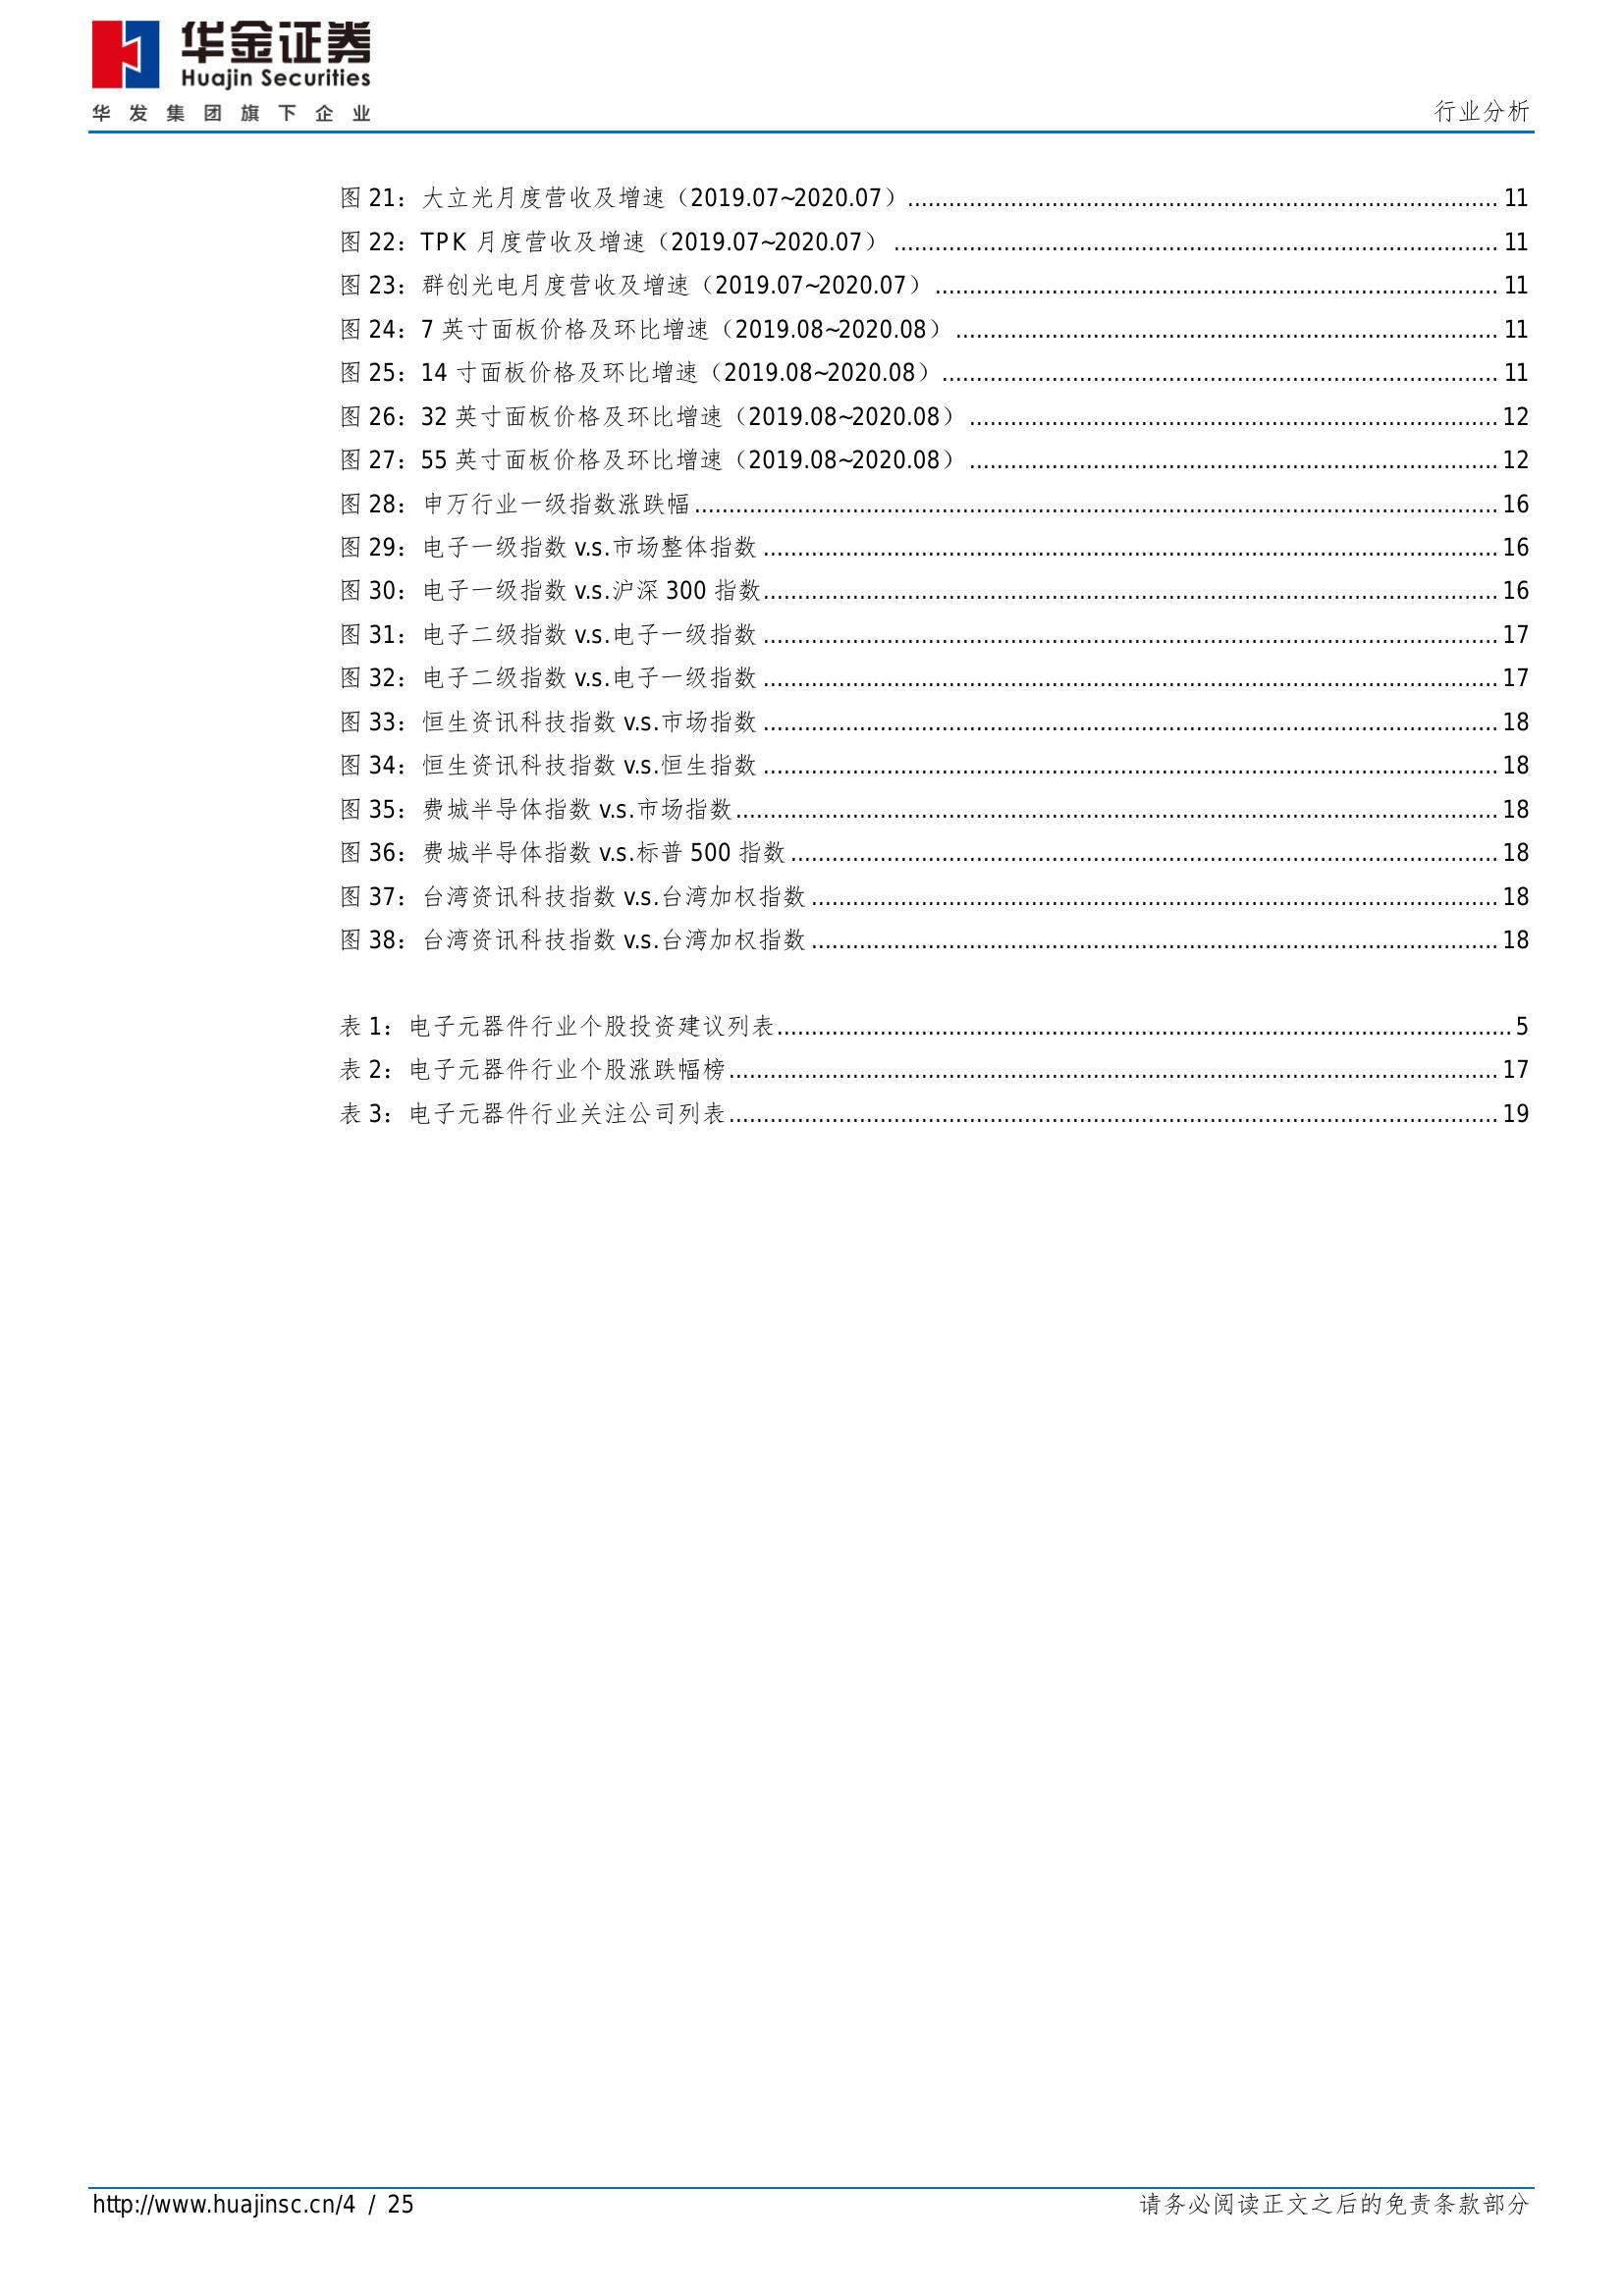 华金证券
Huajin Securities
华发集团旗下企业
行业分析
图 21：大立光月度营收及增速（2019.07~2020.07） 11
图 22：TPK 月度营收及增速（2019.07~2020.07） 11
图 23：群创光电月度营收及增速（2019.07~2020.07） 11
图 24：7 英寸面板价格及环比增速（2019.08~2020.08） 11
图 25：14 寸面板价格及环比增速（2019.08~2020.08） 11
图 26：32 英寸面板价格及环比增速（2019.08~2020.08） 12
图 27：55 英寸面板价格及环比增速（2019.08~2020.08） 12
图 28：申万行业一级指数涨跌幅 16
图 29：电子一级指数 v.s.市场整体指数 16
图 30：电子一级指数 v.s.沪深 300 指数 16
图 31：电子二级指数 v.s.电子一级指数 17
图 32：电子二级指数 v.s.电子一级指数 17
图 33：恒生资讯科技指数 v.s.市场指数 18
图 34：恒生资讯科技指数 v.s.恒生指数 18
图 35：费城半导体指数 v.s.市场指数 18
图 36：费城半导体指数 v.s.标普 500 指数 18
图 37：台湾资讯科技指数 v.s.台湾加权指数 18
图 38：台湾资讯科技指数 v.s.台湾加权指数 18
表 1：电子元器件行业个股投资建议列表 5
表 2：电子元器件行业个股涨跌幅榜 17
表 3：电子元器件行业关注公司列表 19
http://www.huajinsc.cn/4 / 25
请务必阅读正文之后的免责条款部分